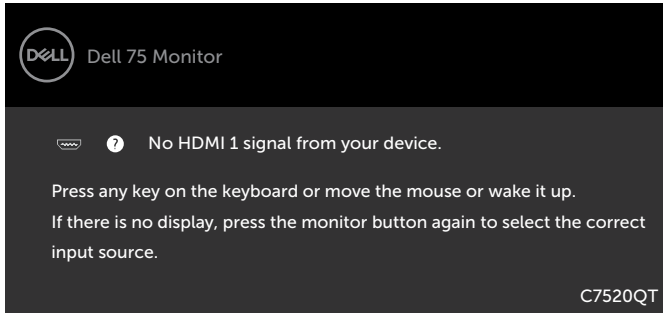 DELL
Dell 75 Monitor
? No HDMI 1 signal from your device.
Press any key on the keyboard or move the mouse or wake it up.
If there is no display, press the monitor button again to select the correct
input source.
C7520QT